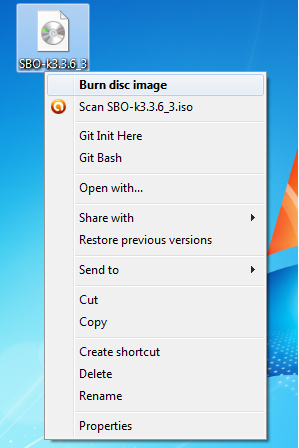 SBO-k3.3.6_3
Burn disc image
Scan SBO-k3.3.6_3.iso
Git Init Here
Git Bash
Open with...
Share with
Restore previous versions
Send to
Cut
Copy
Create shortcut
Delete
Rename
Properties